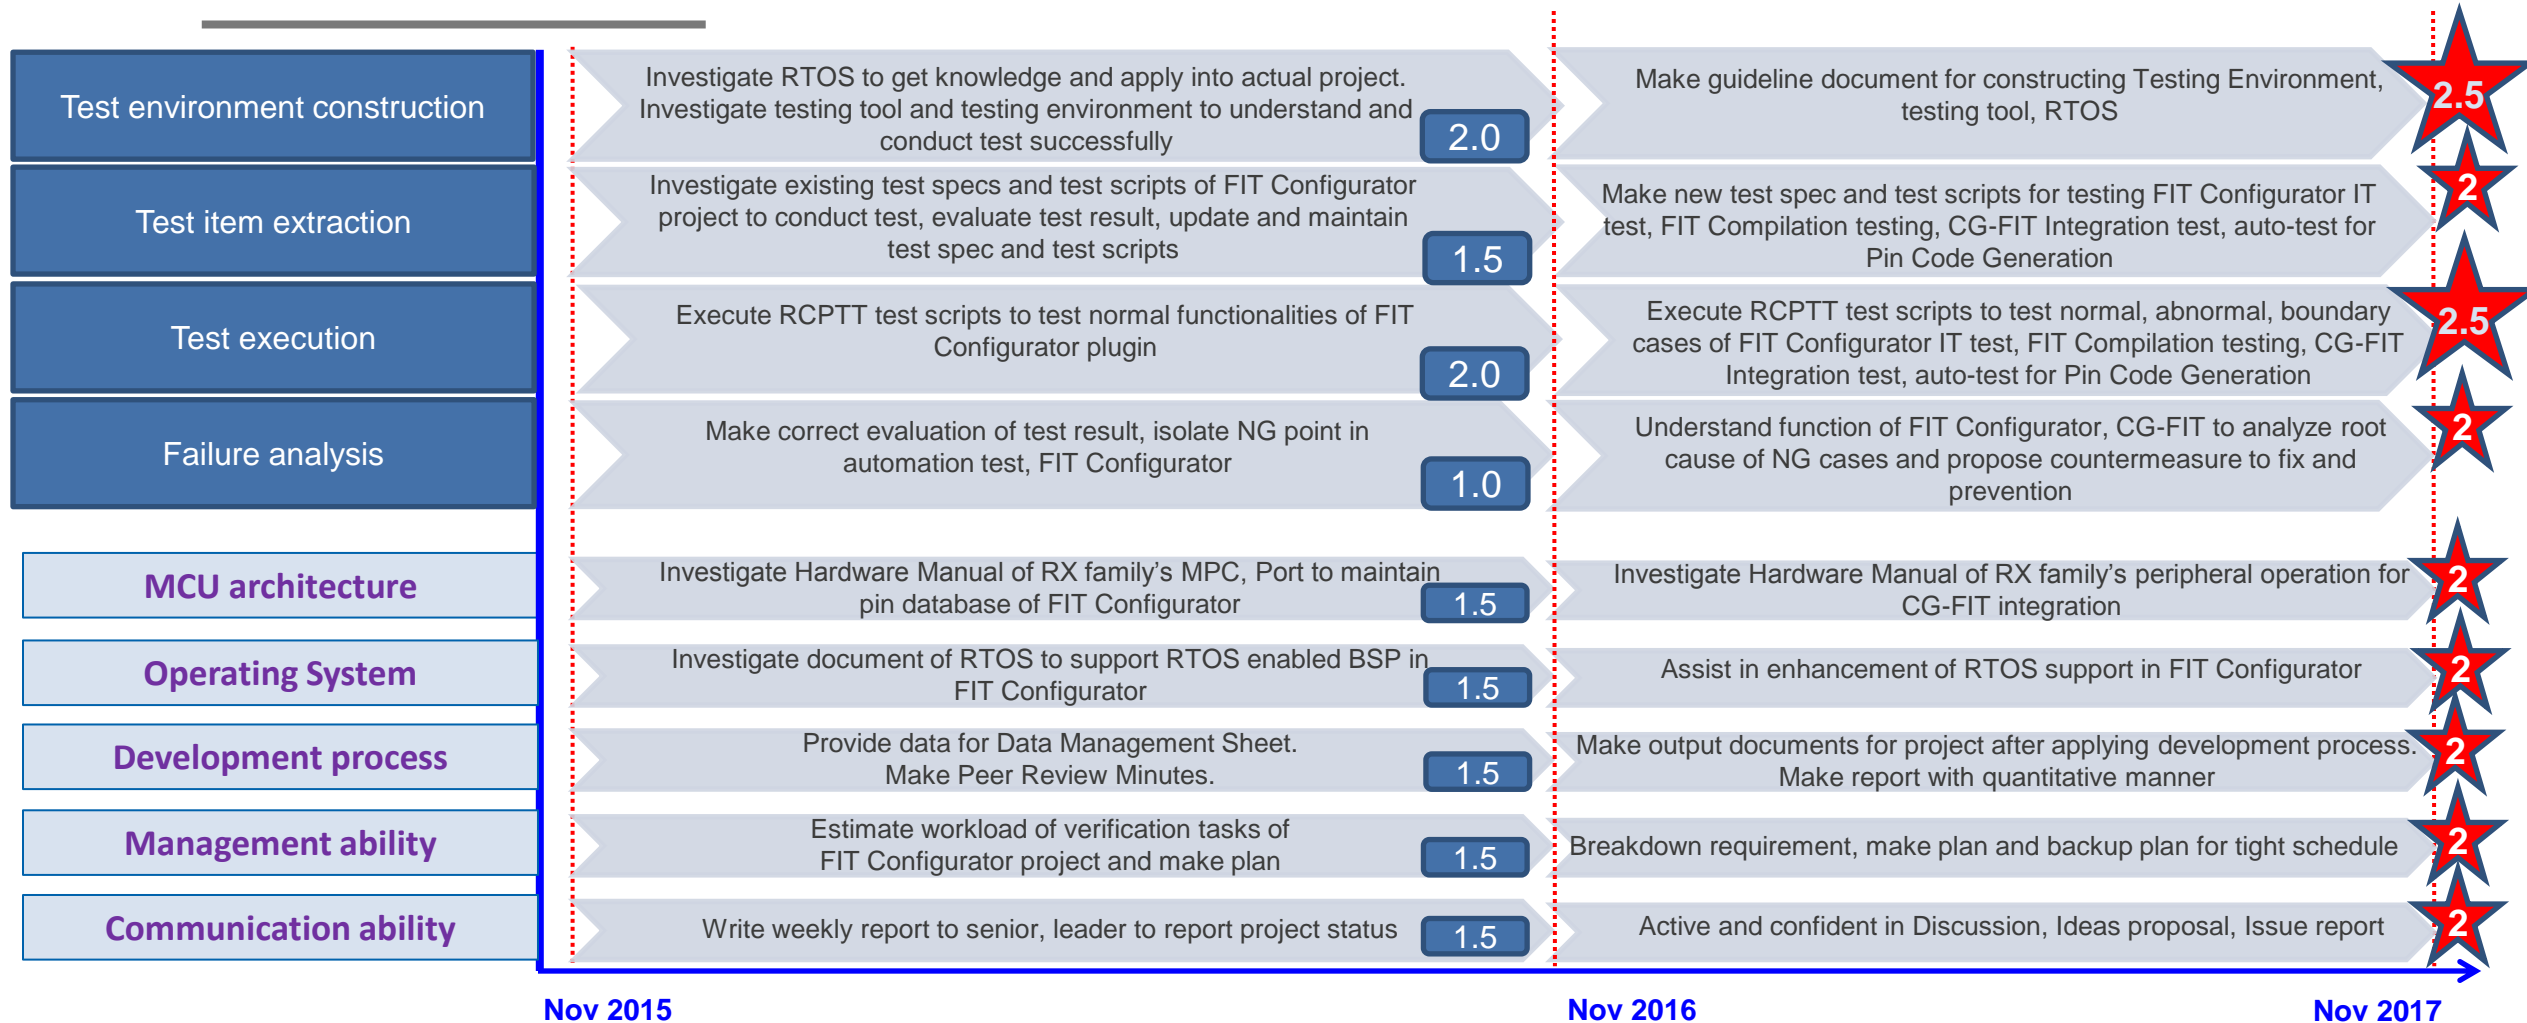 Test environment construction
Investigate RTOS to get knowledge and apply into actual project.
Investigate testing tool and testing environment to understand and
conduct test successfully
2.0
Make guideline document for constructing Testing Environment,
testing tool, RTOS
2.5
Test item extraction
Investigate existing test specs and test scripts of FIT Configurator
project to conduct test, evaluate test result, update and maintain
test spec and test scripts
1.5
Make new test spec and test scripts for testing FIT Configurator IT
test, FIT Compilation testing, CG-FIT Integration test, auto-test for
Pin Code Generation
2
Test execution
Execute RCPTT test scripts to test normal functionalities of FIT
Configurator plugin
2.0
Execute RCPTT test scripts to test normal, abnormal, boundary
cases of FIT Configurator IT test, FIT Compilation testing, CG-FIT
Integration test, auto-test for Pin Code Generation
2.5
Failure analysis
Make correct evaluation of test result, isolate NG point in
automation test, FIT Configurator
1.0
Understand function of FIT Configurator, CG-FIT to analyze root
cause of NG cases and propose countermeasure to fix and
prevention
2
MCU architecture
Investigate Hardware Manual of RX family’s MPC, Port to maintain
pin database of FIT Configurator
1.5
Investigate Hardware Manual of RX family’s peripheral operation for
CG-FIT integration
2
Operating System
Investigate document of RTOS to support RTOS enabled BSP in
FIT Configurator
1.5
Assist in enhancement of RTOS support in FIT Configurator
2
Development process
Provide data for Data Management Sheet.
Make Peer Review Minutes.
1.5
Make output documents for project after applying development process.
Make report with quantitative manner
2
Management ability
Estimate workload of verification tasks of
FIT Configurator project and make plan
1.5
Breakdown requirement, make plan and backup plan for tight schedule
2
Communication ability
Write weekly report to senior, leader to report project status
1.5
Active and confident in Discussion, Ideas proposal, Issue report
2
Nov 2015
Nov 2016
Nov 2017